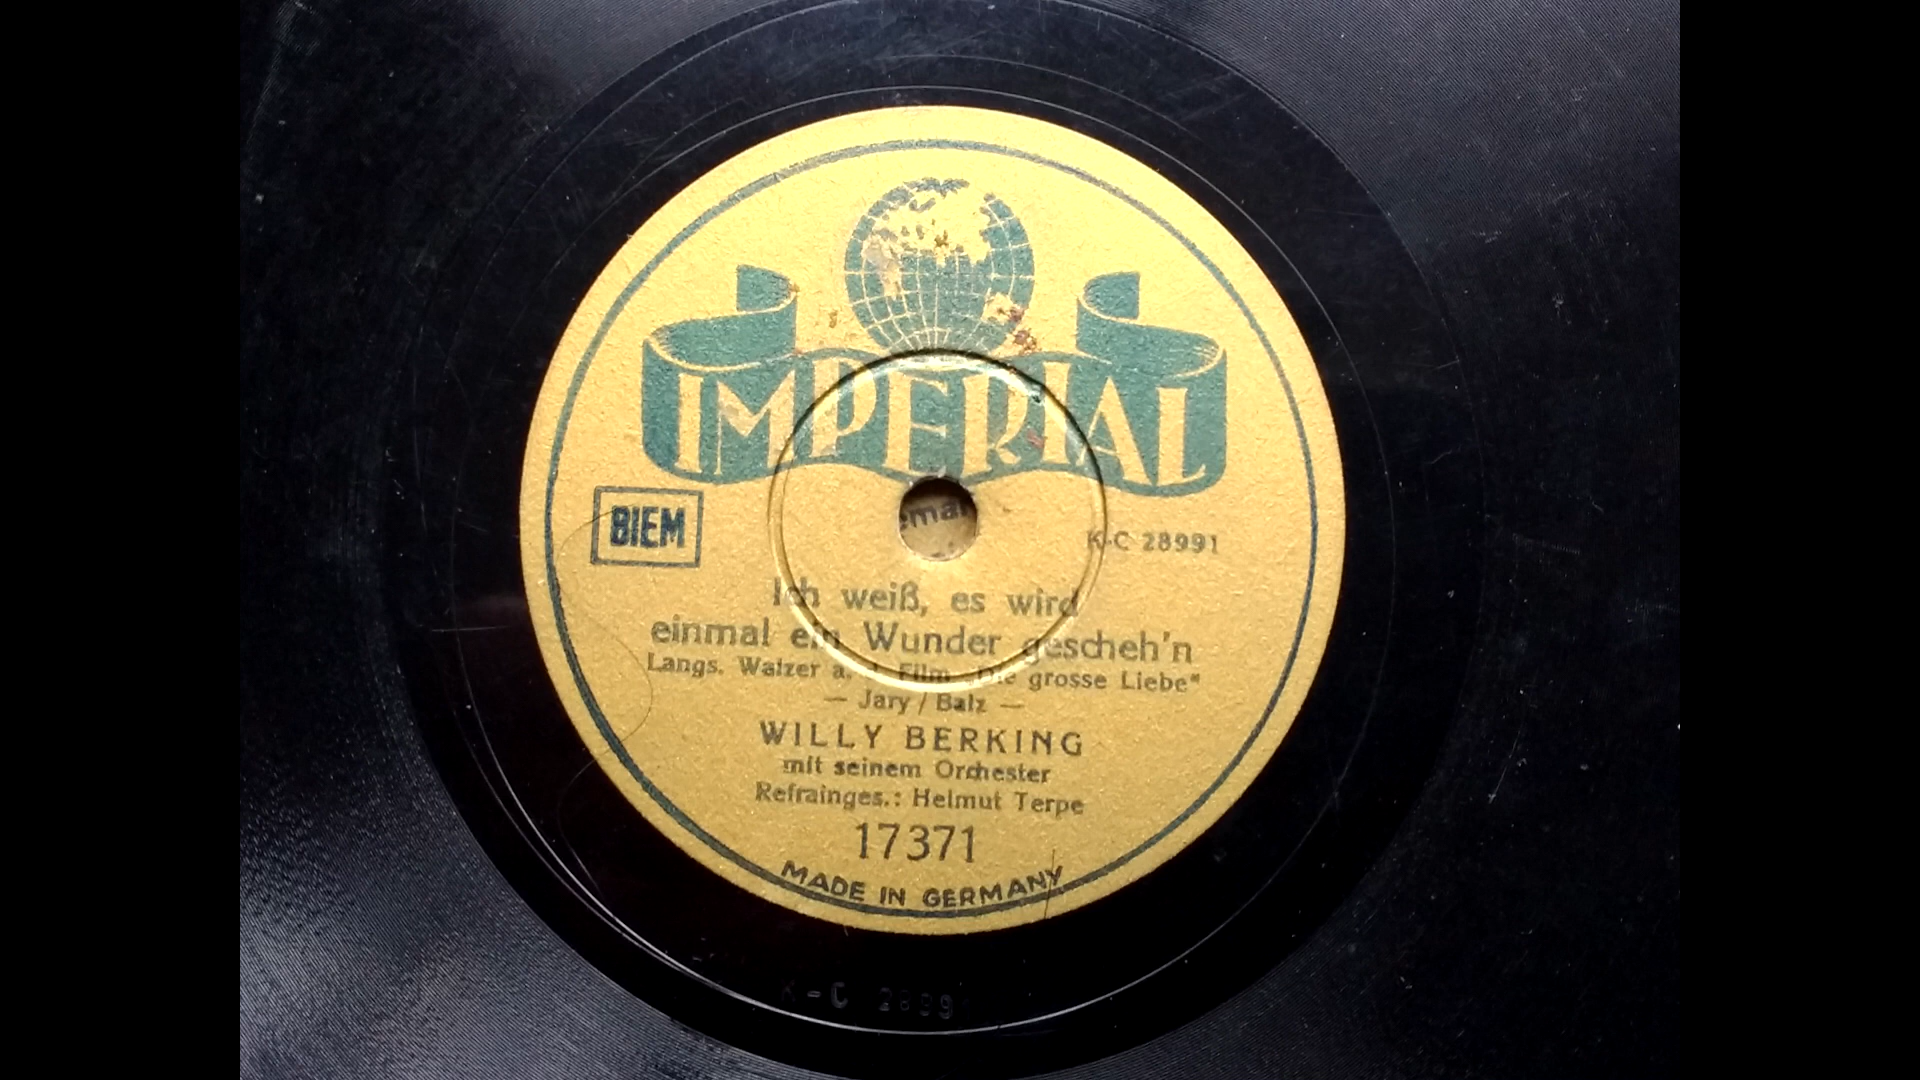 IMPERIAL
BIEM
K-C 28991
Ich weiß, es wird
einmal ein Wunder gescheh'n
Langs. Walzer a. d. Film „Die grosse Liebe"
— Jary / Balz —
WILLY BERKING
mit seinem Orchester
Refrainges.: Helmut Terpe
17371
MADE IN GERMANY